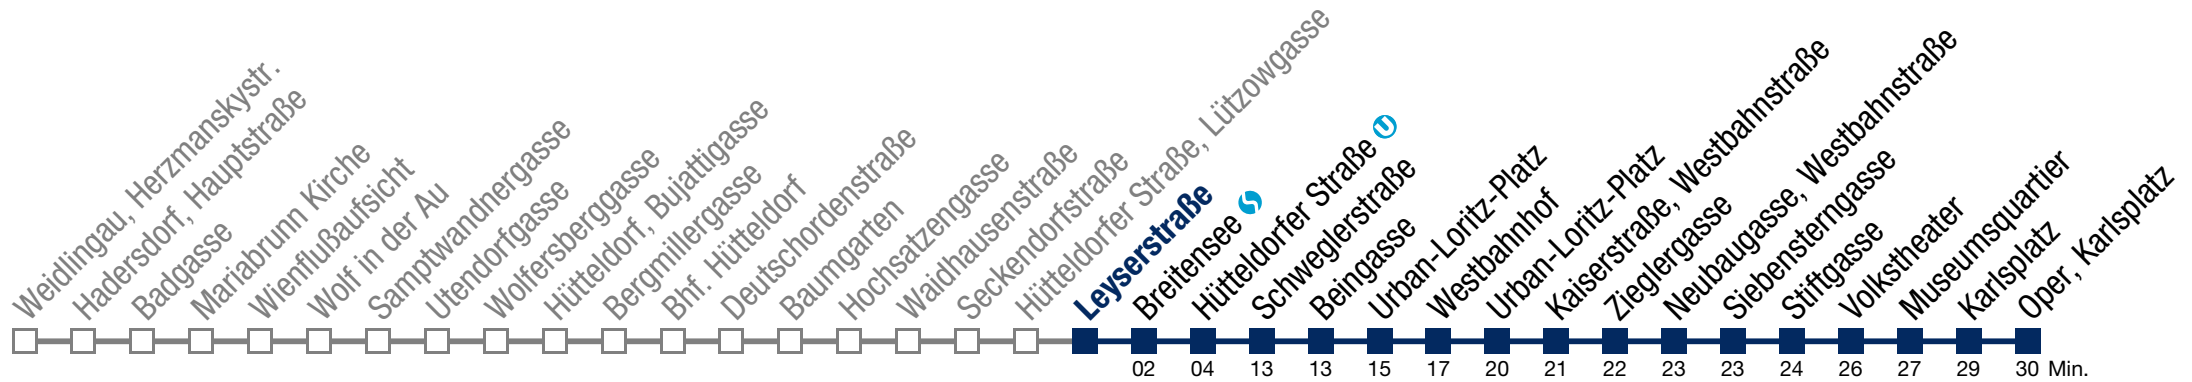 Weidlingau, Herzmanskystr.
Hadersdorf, Hauptstraße
Badgasse
Mariabrunn Kirche
Wienflußaufsicht
Wolf in der Au
Samptwandnergasse
Utendorfgasse
Wolfersberggasse
Hütteldorf, Bujattigasse
Bergmillergasse
Bhf. Hütteldorf
Deutschordenstraße
Baumgarten
Hochsatzengasse
Waidhausenstraße
Seckendorfstraße
Hütteldorfer Straße, Lützowgasse
Leyserstraße
Breitensee
Hütteldorfer Straße U
Schweglerstraße
Beingasse
Urban-Loritz-Platz
Westbahnhof
Urban-Loritz-Platz
Kaiserstraße, Westbahnstraße
Zieglergasse
Neubaugasse, Westbahnstraße
Siebensterngasse
Stiftgasse
Volkstheater
Museumsquartier
Karlsplatz
Oper, Karlsplatz
02 04 13 13 15 17 20 21 22 23 23 24 26 27 29 30 Min.